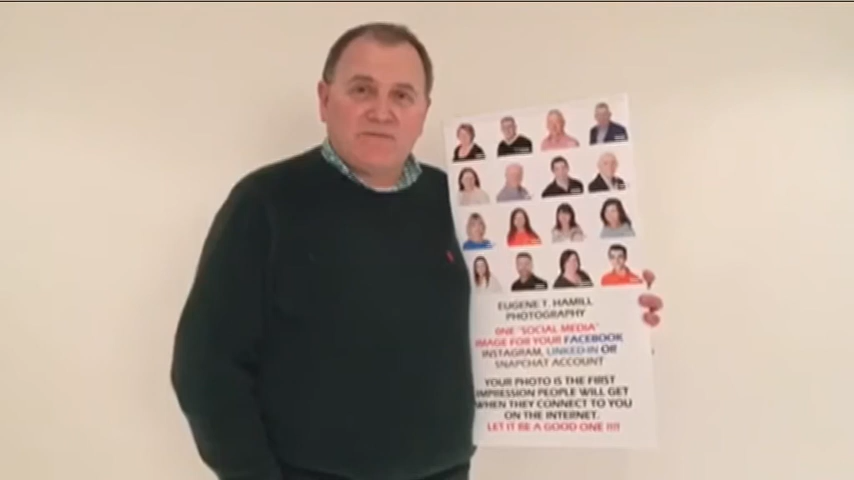 EUGENE T. HAMILL
PHOTOGRAPHY
ONE "SOCIAL MEDIA"
IMAGE FOR YOUR FACEBOOK
INSTAGRAM, LINKED-IN OR
SNAPCHAT ACCOUNT
YOUR PHOTO IS THE FIRST
IMPRESSION PEOPLE WILL GET
WHEN THEY CONNECT TO YOU
ON THE INTERNET.
LET IT BE A GOOD ONE !!!!